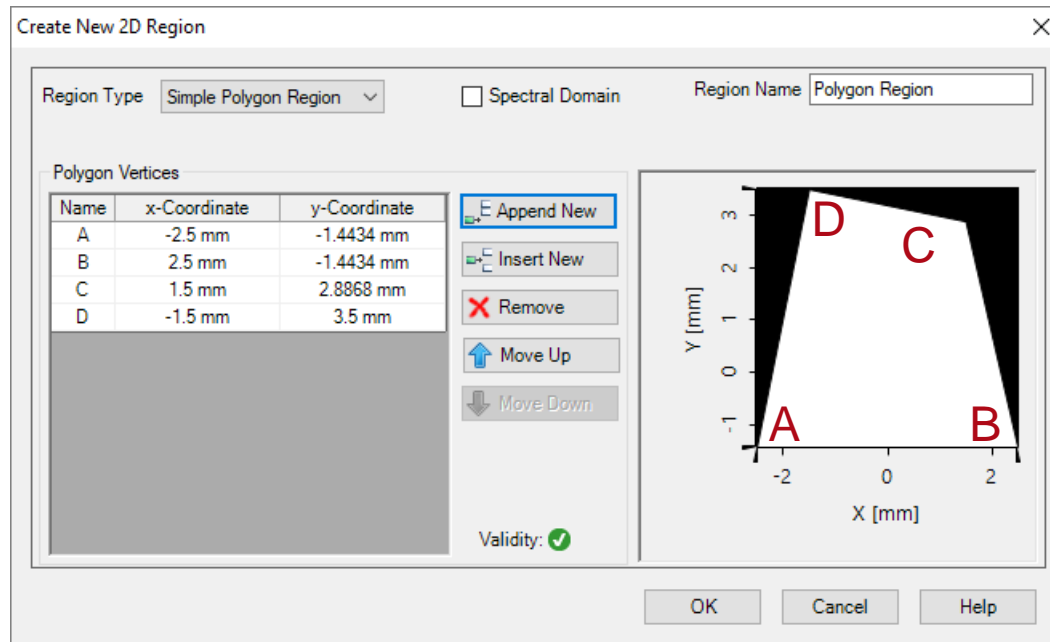 Create New 2D Region
Region Type Simple Polygon Region Spectral Domain Region Name Polygon Region
Polygon Vertices
Name x-Coordinate y-Coordinate
A -2.5 mm -1.4434 mm
B 2.5 mm -1.4434 mm
C 1.5 mm 2.8868 mm
D -1.5 mm 3.5 mm
Append New
Insert New
Remove
Move Up
Move Down
Validity:
Y [mm]
3
2
1
0
-1
D
C
A
B
-2 0 2
X [mm]
OK Cancel Help